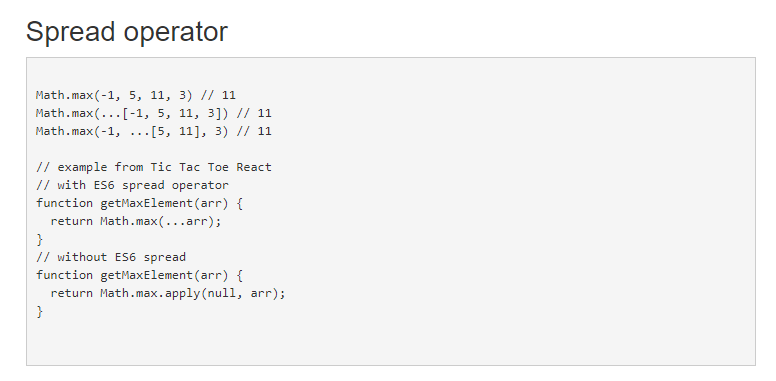 Spread operator
Math.max(-1, 5, 11, 3) // 11
Math.max(...[-1, 5, 11, 3]) // 11
Math.max(-1, ...[5, 11], 3) // 11
// example from Tic Tac Toe React
// with ES6 spread operator
function getMaxElement(arr) {
  return Math.max(...arr);
}
// without ES6 spread
function getMaxElement(arr) {
  return Math.max.apply(null, arr);
}